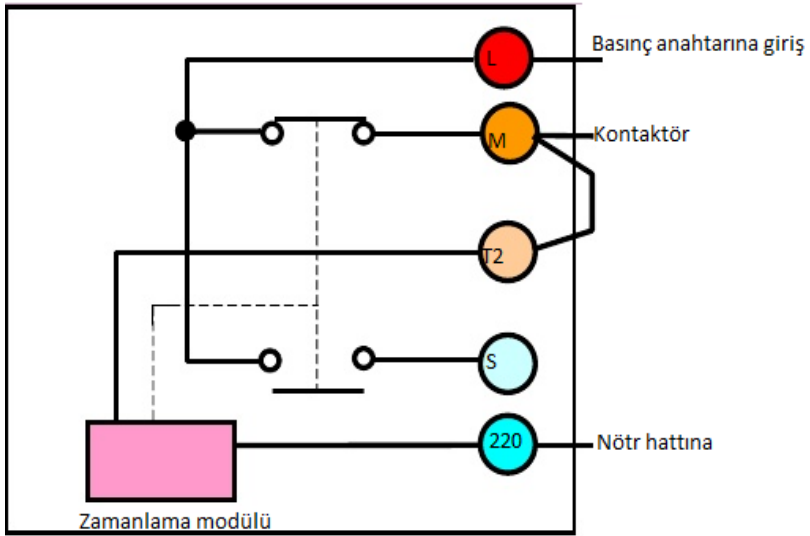 L
Basınç anahtarına giriş
M
Kontaktör
T2
S
220
Nötr hattına
Zamanlama modülü